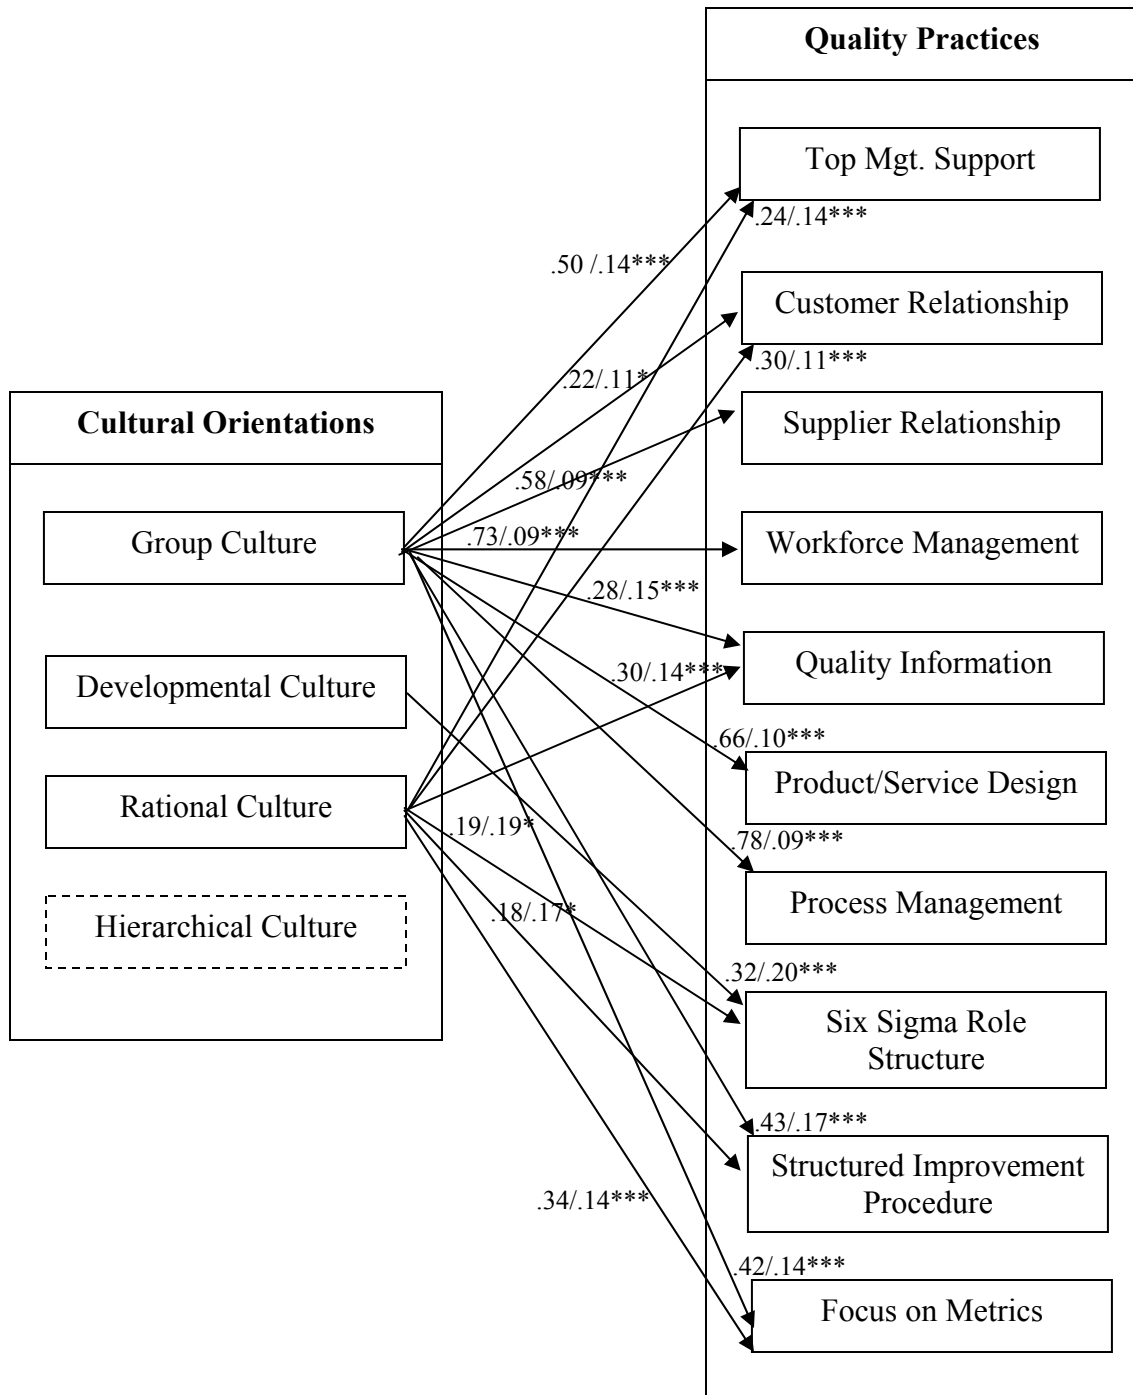 Quality Practices
Top Mgt. Support
.24/.14***
.50 /.14***
Customer Relationship
.30/.11***
.22/.11*
Cultural Orientations
Supplier Relationship
.58/.09***
Group Culture
.73/.09***
Workforce Management
.28/.15***
Quality Information
.30/.14***
Developmental Culture
.66/.10***
Product/Service Design
Rational Culture
.19/.19*
.78/.09***
Process Management
.18/.17*
Hierarchical Culture
.32/.20***
Six Sigma Role
Structure
.43/.17***
Structured Improvement
Procedure
.34/.14***
.42/.14***
Focus on Metrics